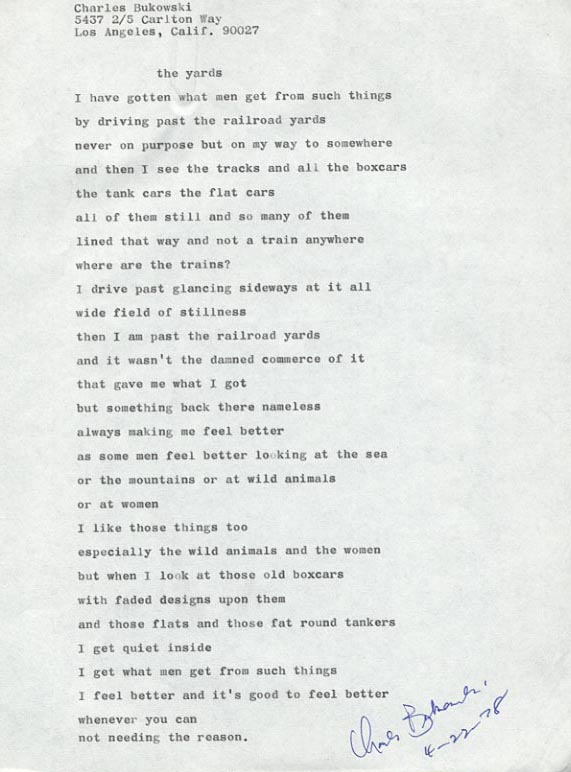 Charles Bukowski
5437 2/5 Carlton Way
Los Angeles, Calif. 90027
the yards
I have gotten what men get from such things
by driving past the railroad yards
never on purpose but on my way to somewhere
and then I see the tracks and all the boxcars
the tank cars the flat cars
all of them still and so many of them
lined that way and not a train anywhere
where are the trains?
I drive past glancing sideways at it all
wide field of stillness
then I am past the railroad yards
and it wasn't the damned commerce of it
that gave me what I got
but something back there nameless
always making me feel better
as some men feel better looking at the sea
or the mountains or at wild animals
or at women
I like those things too
especially the wild animals and the women
but when I look at those old boxcars
with faded designs upon them
and those flats and those fat round tankers
I get quiet inside
I get what men get from such things
I feel better and it's good to feel better
whenever you can
not needing the reason.
Charles Bukowski
4-22-78